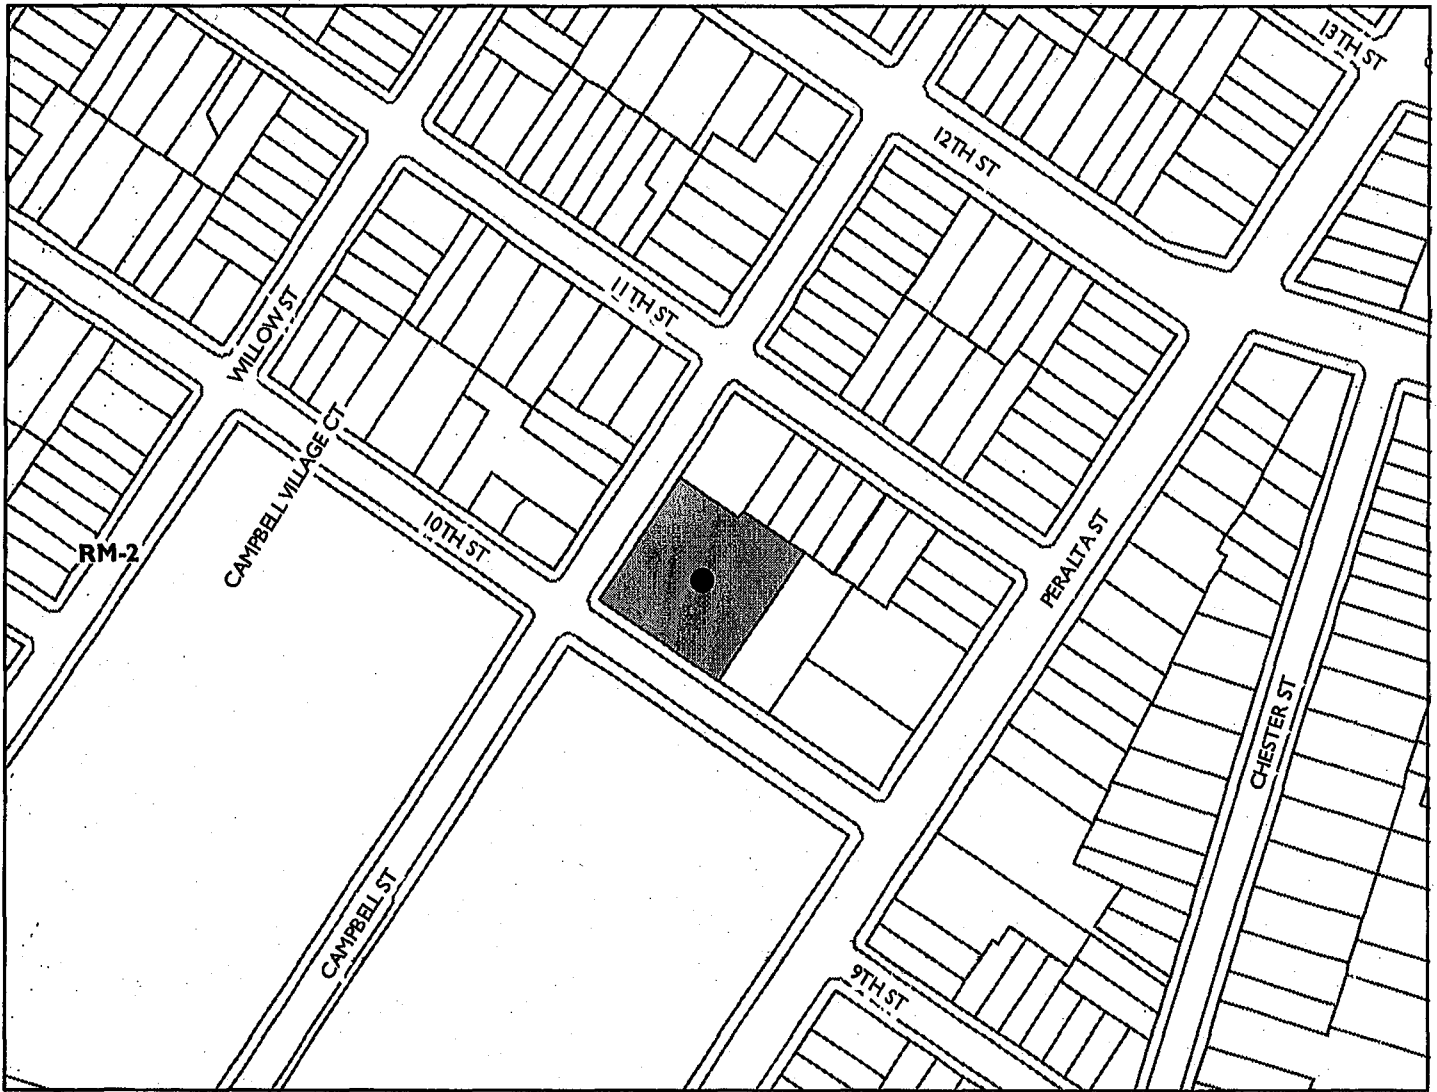 13TH ST
12TH ST
11TH ST
WILLOW ST
CAMPBELL VILLAGE CT
10TH ST
RM-2
PERALTA ST
CHESTER ST
CAMPBELL ST
9TH ST